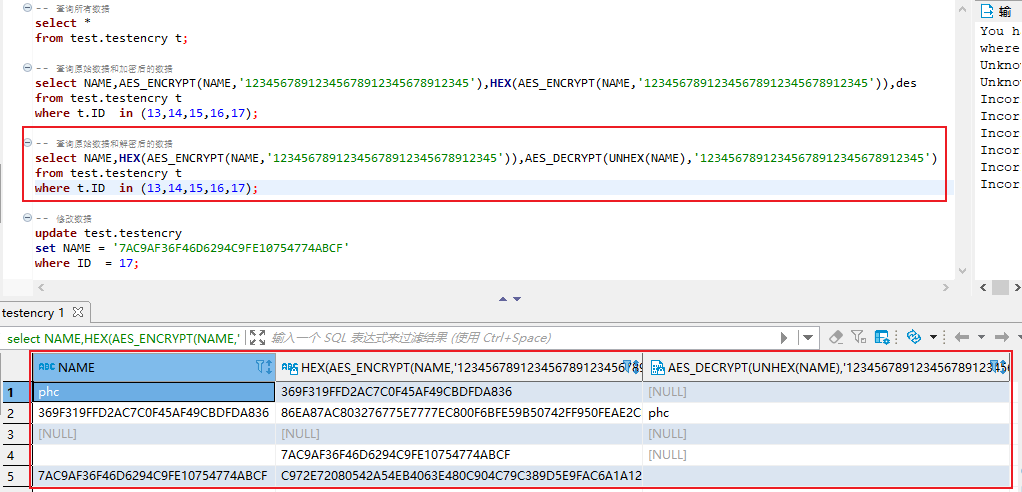 -- 查询所有数据
select *
from test.testencry t;
-- 查询原始数据和加密后的数据
select NAME,AES_ENCRYPT(NAME,'12345678912345678912345678912345'),HEX(AES_ENCRYPT(NAME,'12345678912345678912345678912345')),des
from test.testencry t
where t.ID  in (13,14,15,16,17);
-- 查询原始数据和解密后的数据
select NAME,HEX(AES_ENCRYPT(NAME,'12345678912345678912345678912345')),AES_DECRYPT(UNHEX(NAME),'12345678912345678912345678912345')
from test.testencry t
where t.ID  in (13,14,15,16,17);
-- 修改数据
update test.testencry
set NAME = '7AC9AF36F46D6294C9FE10754774ABCF'
where ID  = 17;
输
You h
where
Unkno
Unkno
Incor
Incor
Incor
Incor
Incor
Incor
testencry 1
select NAME,HEX(AES_ENCRYPT(NAME,'
输入一个 SQL 表达式来过滤结果 (使用 Ctrl+Space)
NAME HEX(AES_ENCRYPT(NAME,'123456789123456 AES_DECRYPT(UNHEX(NAME),'1234567891234
1 phc 369F319FFD2AC7C0F45AF49CBDFDA836 [NULL]
2 369F319FFD2AC7C0F45AF49CBDFDA836 86EA87AC803276775E7777EC800F6BFE59B50742FF950FEAE2C phc
3 [NULL] [NULL] [NULL]
4 7AC9AF36F46D6294C9FE10754774ABCF [NULL]
5 7AC9AF36F46D6294C9FE10754774ABCF C972E72080542A54EB4063E480C904C79C389D5E9FAC6A1A12